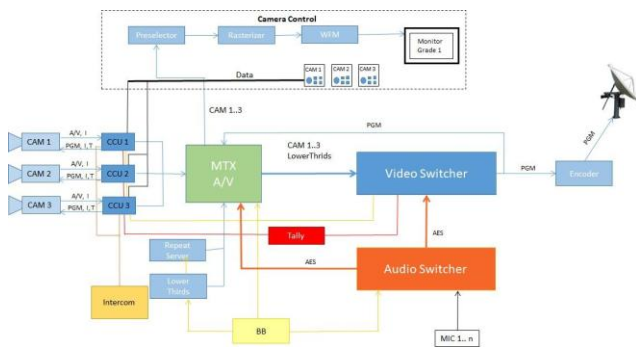 Camera Control
Preselector
Rasterizer
WFM
Monitor
Grade 1
Data
CAM 1
CAM 2
CAM 3
CAM 1..3
CAM 1
A/V, I
PGM, I,T
CCU 1
CAM 2
A/V, I
PGM, I,T
CCU 2
CAM 3
A/V, I
PGM, I,T
CCU 3
MTX
A/V
PGM
CAM 1..3
LowerThrids
Video Switcher
PGM
PGM
Encoder
Tally
Repeat
Server
Lower
Thirds
AES
AES
Audio Switcher
Intercom
BB
MIC 1.. n